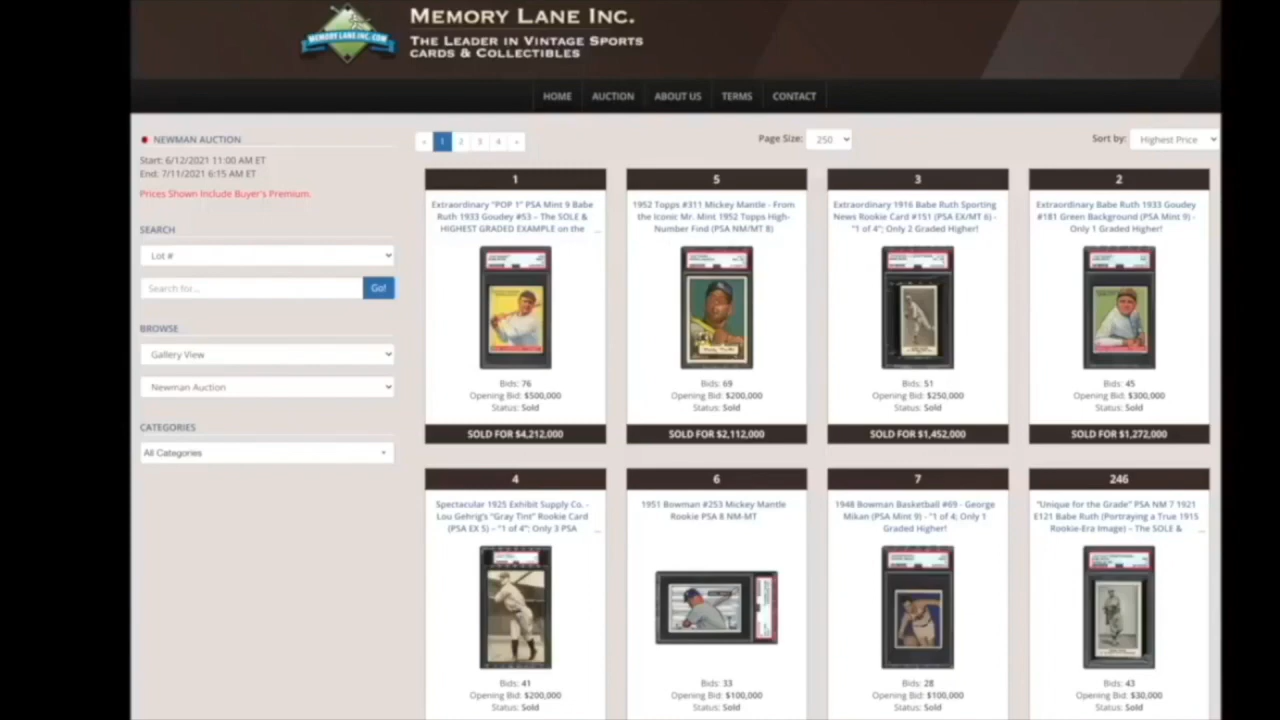 MEMORYLANEINC.COM
MEMORY LANE INC.
THE LEADER IN VINTAGE SPORTS
CARDS & COLLECTIBLES
HOME AUCTION ABOUT US TERMS CONTACT
NEWMAN AUCTION
Start: 6/12/2021 11:00 AM ET
End: 7/11/2021 6:15 AM ET
Prices Shown Include Buyer's Premium.
SEARCH
Lot #
Search for...
Go!
BROWSE
Gallery View
Newman Auction
CATEGORIES
All Categories
« 1 2 3 4 »
Page Size: 250
Sort by: Highest Price
1
Extraordinary "POP 1" PSA Mint 9 Babe
Ruth 1933 Goudey #53 – The SOLE &
HIGHEST GRADED EXAMPLE on the ...
Bids: 76
Opening Bid: $500,000
Status: Sold
SOLD FOR $4,212,000
5
1952 Topps #311 Mickey Mantle - From
the Iconic Mr. Mint 1952 Topps High-
Number Find (PSA NM/MT 8)
Bids: 69
Opening Bid: $200,000
Status: Sold
SOLD FOR $2,112,000
3
Extraordinary 1916 Babe Ruth Sporting
News Rookie Card #151 (PSA EX/MT 6) -
"1 of 4"; Only 2 Graded Higher!
Bids: 51
Opening Bid: $250,000
Status: Sold
SOLD FOR $1,452,000
2
Extraordinary Babe Ruth 1933 Goudey
#181 Green Background (PSA Mint 9) -
Only 1 Graded Higher!
Bids: 45
Opening Bid: $300,000
Status: Sold
SOLD FOR $1,272,000
4
Spectacular 1925 Exhibit Supply Co. -
Lou Gehrig's "Gray Tint" Rookie Card
(PSA EX 5) – "1 of 4"; Only 3 PSA ...
Bids: 41
Opening Bid: $200,000
Status: Sold
6
1951 Bowman #253 Mickey Mantle
Rookie PSA 8 NM-MT
Bids: 33
Opening Bid: $100,000
Status: Sold
7
1948 Bowman Basketball #69 - George
Mikan (PSA Mint 9) - "1 of 4; Only 1
Graded Higher!
Bids: 28
Opening Bid: $100,000
Status: Sold
246
"Unique for the Grade" PSA NM 7 1921
E121 Babe Ruth (Portraying a True 1915
Rookie-Era Image) – The SOLE & ...
Bids: 43
Opening Bid: $30,000
Status: Sold